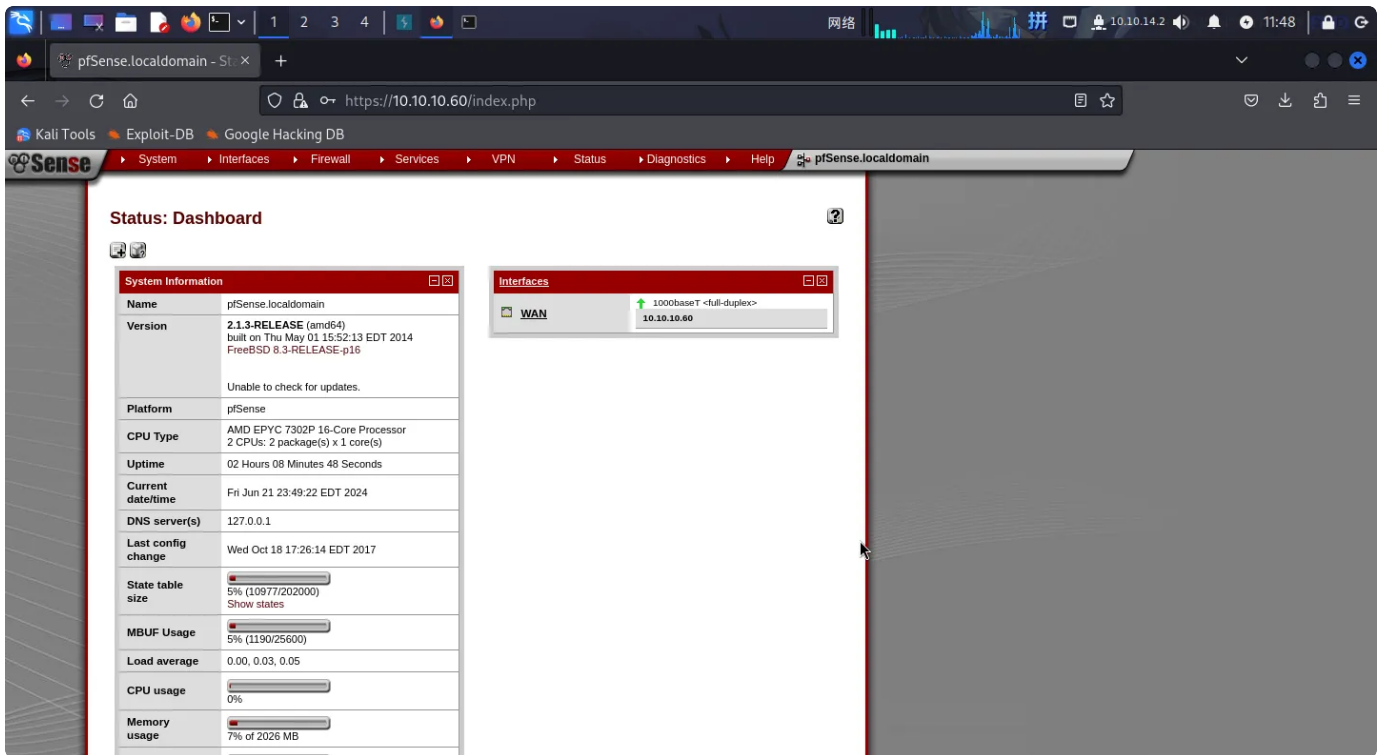 1 2 3 4 网络 拼 10.10.14.2 11:48
pfSense.localdomain - St
https://10.10.10.60/index.php
Kali Tools Exploit-DB Google Hacking DB
Sense System Interfaces Firewall Services VPN Status Diagnostics Help pfSense.localdomain
Status: Dashboard
System Information
Name pfSense.localdomain
Version 2.1.3-RELEASE (amd64)
built on Thu May 01 15:52:13 EDT 2014
FreeBSD 8.3-RELEASE-p16
Unable to check for updates.
Platform pfSense
CPU Type AMD EPYC 7302P 16-Core Processor
2 CPUs: 2 package(s) x 1 core(s)
Uptime 02 Hours 08 Minutes 48 Seconds
Current
date/time Fri Jun 21 23:49:22 EDT 2024
DNS server(s) 127.0.0.1
Last config
change Wed Oct 18 17:26:14 EDT 2017
State table
size 5% (10977/202000)
Show states
MBUF Usage 5% (1190/25600)
Load average 0.00, 0.03, 0.05
CPU usage 0%
Memory
usage 7% of 2026 MB
Interfaces
WAN 1000baseT <full-duplex>
10.10.10.60